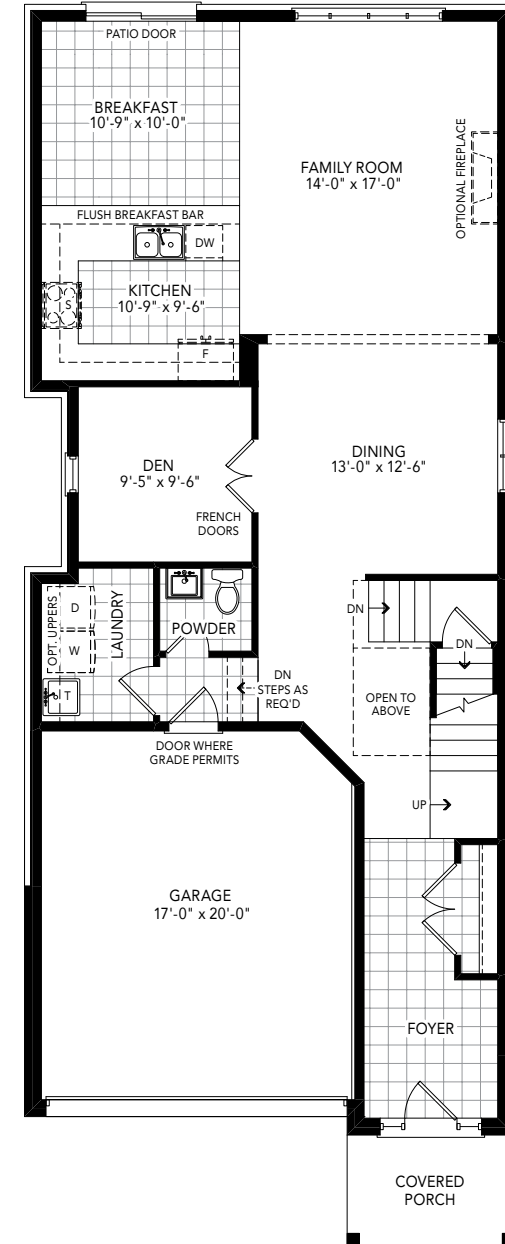 PATIO DOOR
BREAKFAST
10'-9" x 10'-0"
FAMILY ROOM
14'-0" x 17'-0"
OPTIONAL FIREPLACE
FLUSH BREAKFAST BAR
DW
KITCHEN
10'-9" x 9'-6"
S
F
DEN
9'-5" x 9'-6"
DINING
13'-0" x 12'-6"
FRENCH
DOORS
OPT. UPPERS
D
W
T
LAUNDRY
POWDER
DN
STEPS AS
REQ'D
DN
DN
OPEN TO
ABOVE
UP
DOOR WHERE
GRADE PERMITS
GARAGE
17'-0" x 20'-0"
FOYER
COVERED
PORCH